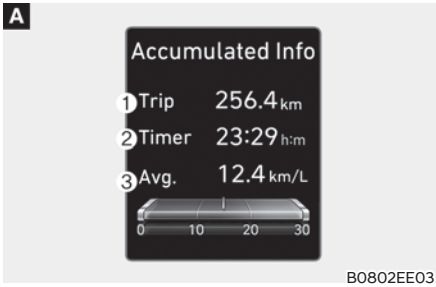 A
Accumulated Info
1 Trip 256.4 km
2 Timer 23:29 h:m
3 Avg. 12.4 km/L
0 10 20 30
B0802EE03